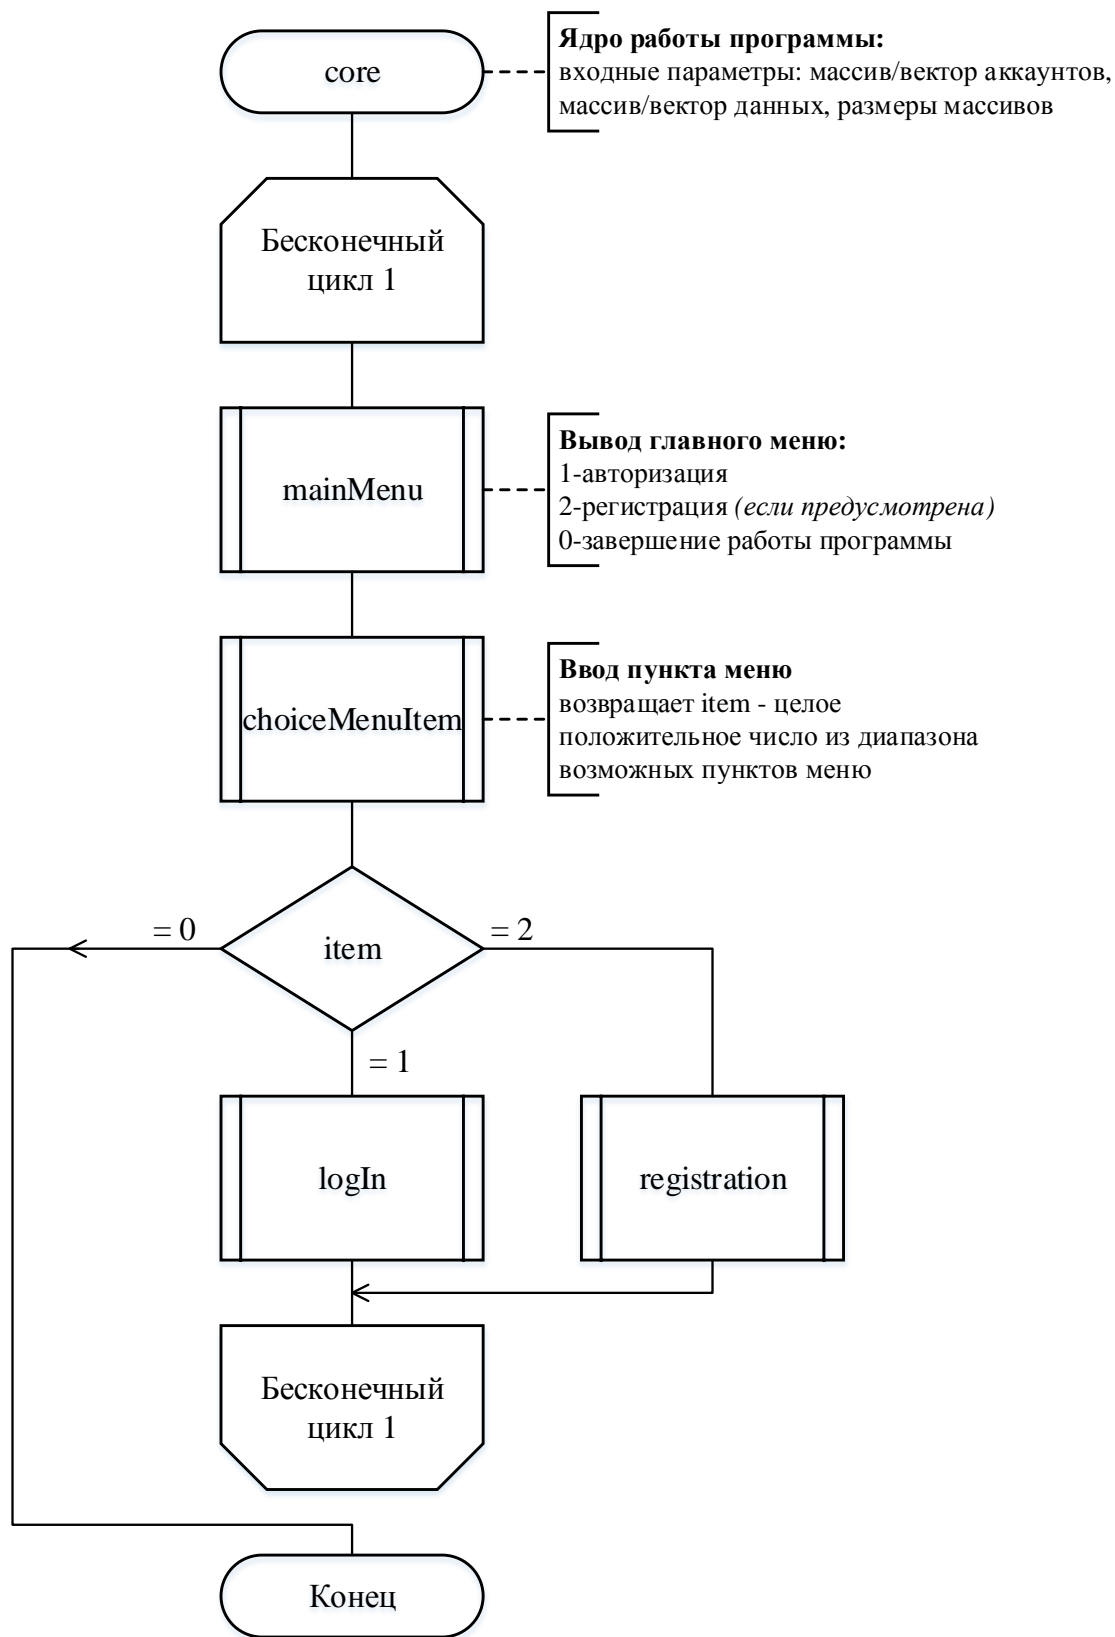 core
Ядро работы программы:
входные параметры: массив/вектор аккаунтов,
массив/вектор данных, размеры массивов
Бесконечный
цикл 1
mainMenu
Вывод главного меню:
1-авторизация
2-регистрация (если предусмотрена)
0-завершение работы программы
choiceMenuItem
Ввод пункта меню
возвращает item - целое
положительное число из диапазона
возможных пунктов меню
= 0
item
= 2
= 1
logIn
registration
Бесконечный
цикл 1
Конец